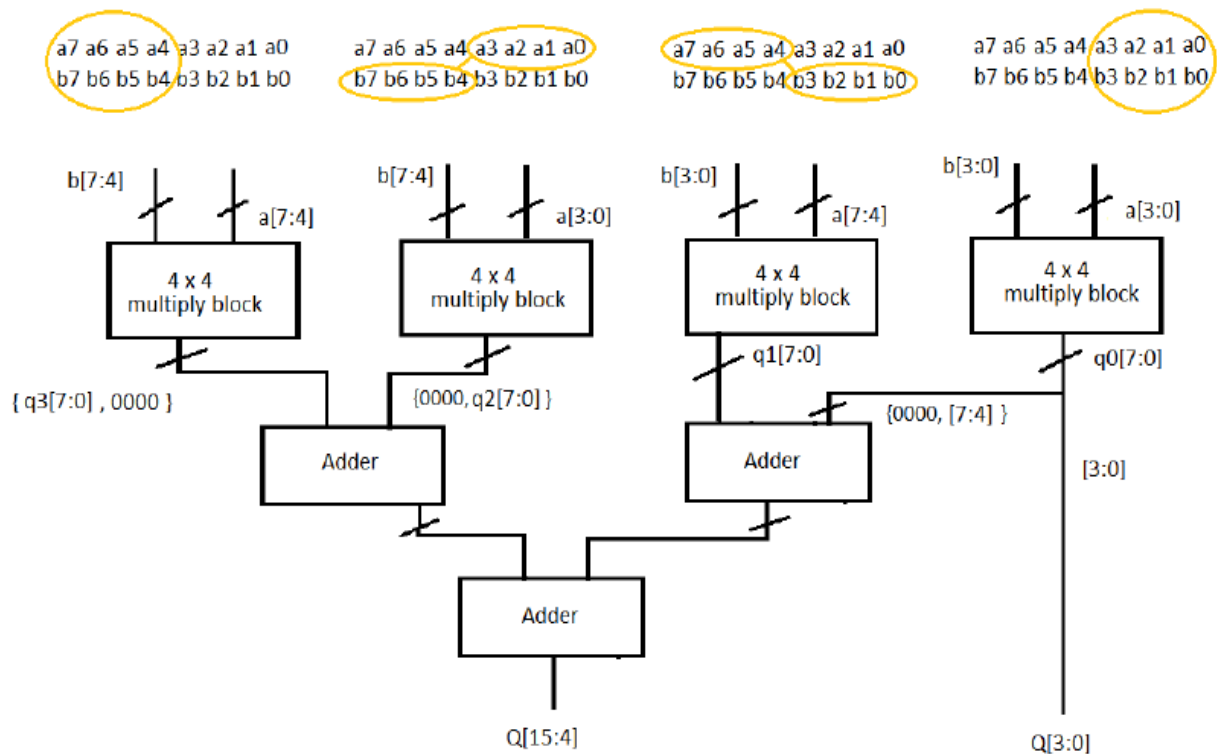 a7 a6 a5 a4 a3 a2 a1 a0
b7 b6 b5 b4 b3 b2 b1 b0
a7 a6 a5 a4 a3 a2 a1 a0
b7 b6 b5 b4 b3 b2 b1 b0
a7 a6 a5 a4 a3 a2 a1 a0
b7 b6 b5 b4 b3 b2 b1 b0
a7 a6 a5 a4 a3 a2 a1 a0
b7 b6 b5 b4 b3 b2 b1 b0
b[7:4]
a[7:4]
b[7:4]
a[3:0]
b[3:0]
a[7:4]
b[3:0]
a[3:0]
4 x 4
multiply block
4 x 4
multiply block
4 x 4
multiply block
4 x 4
multiply block
{ q3[7:0] , 0000 }
{0000, q2[7:0] }
q1[7:0]
q0[7:0]
{0000, [7:4] }
Adder
Adder
[3:0]
Adder
Q[15:4]
Q[3:0]